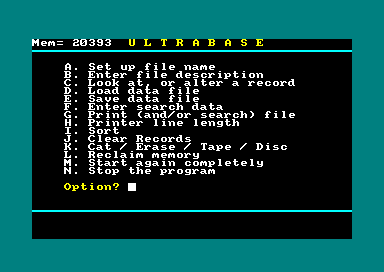 Mem= 20393 U L T R A B A S E
A. Set up file name
B. Enter file description
C. Look at, or alter a record
D. Load data file
E. Save data file
F. Enter search data
G. Print (and/or search) file
H. Printer line length
I. Sort
J. Clear Records
K. Cat / Erase / Tape / Disc
L. Reclaim memory
M. Start again completely
N. Stop the program
Option?